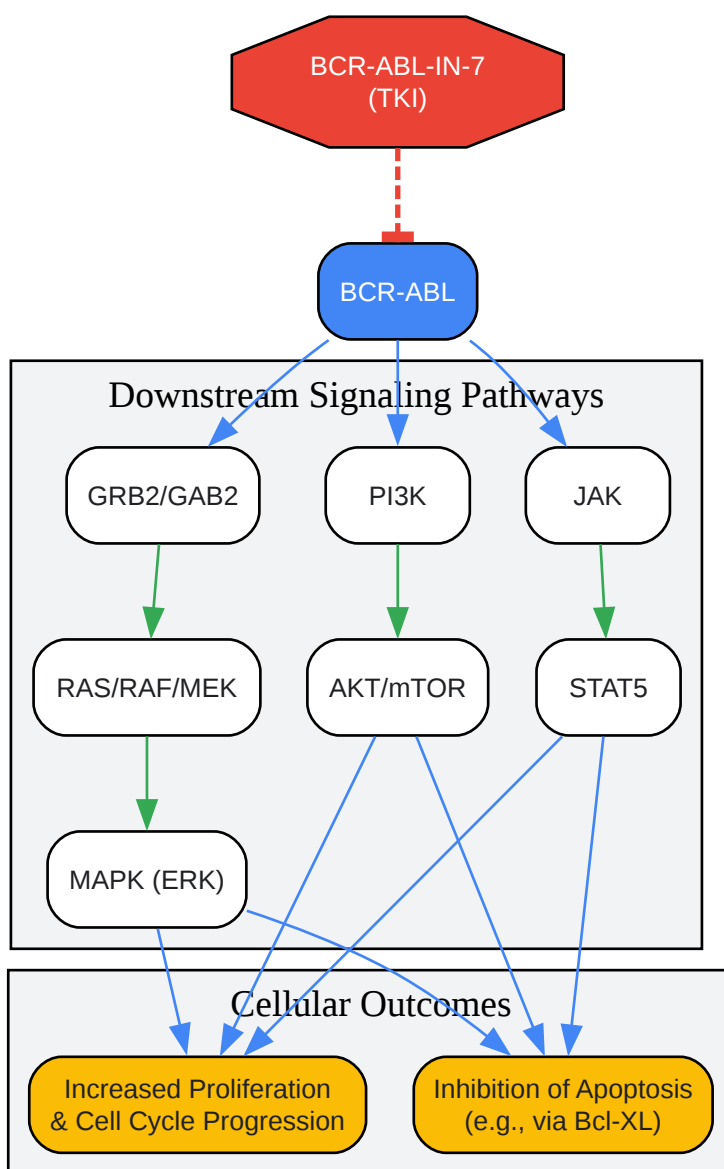 BCR-ABL-IN-7
(TKI)
BCR-ABL
Downstream Signaling Pathways
GRB2/GAB2
PI3K
JAK
RAS/RAF/MEK
AKT/mTOR
STAT5
MAPK (ERK)
Cellular Outcomes
Increased Proliferation
& Cell Cycle Progression
Inhibition of Apoptosis
(e.g., via Bcl-XL)